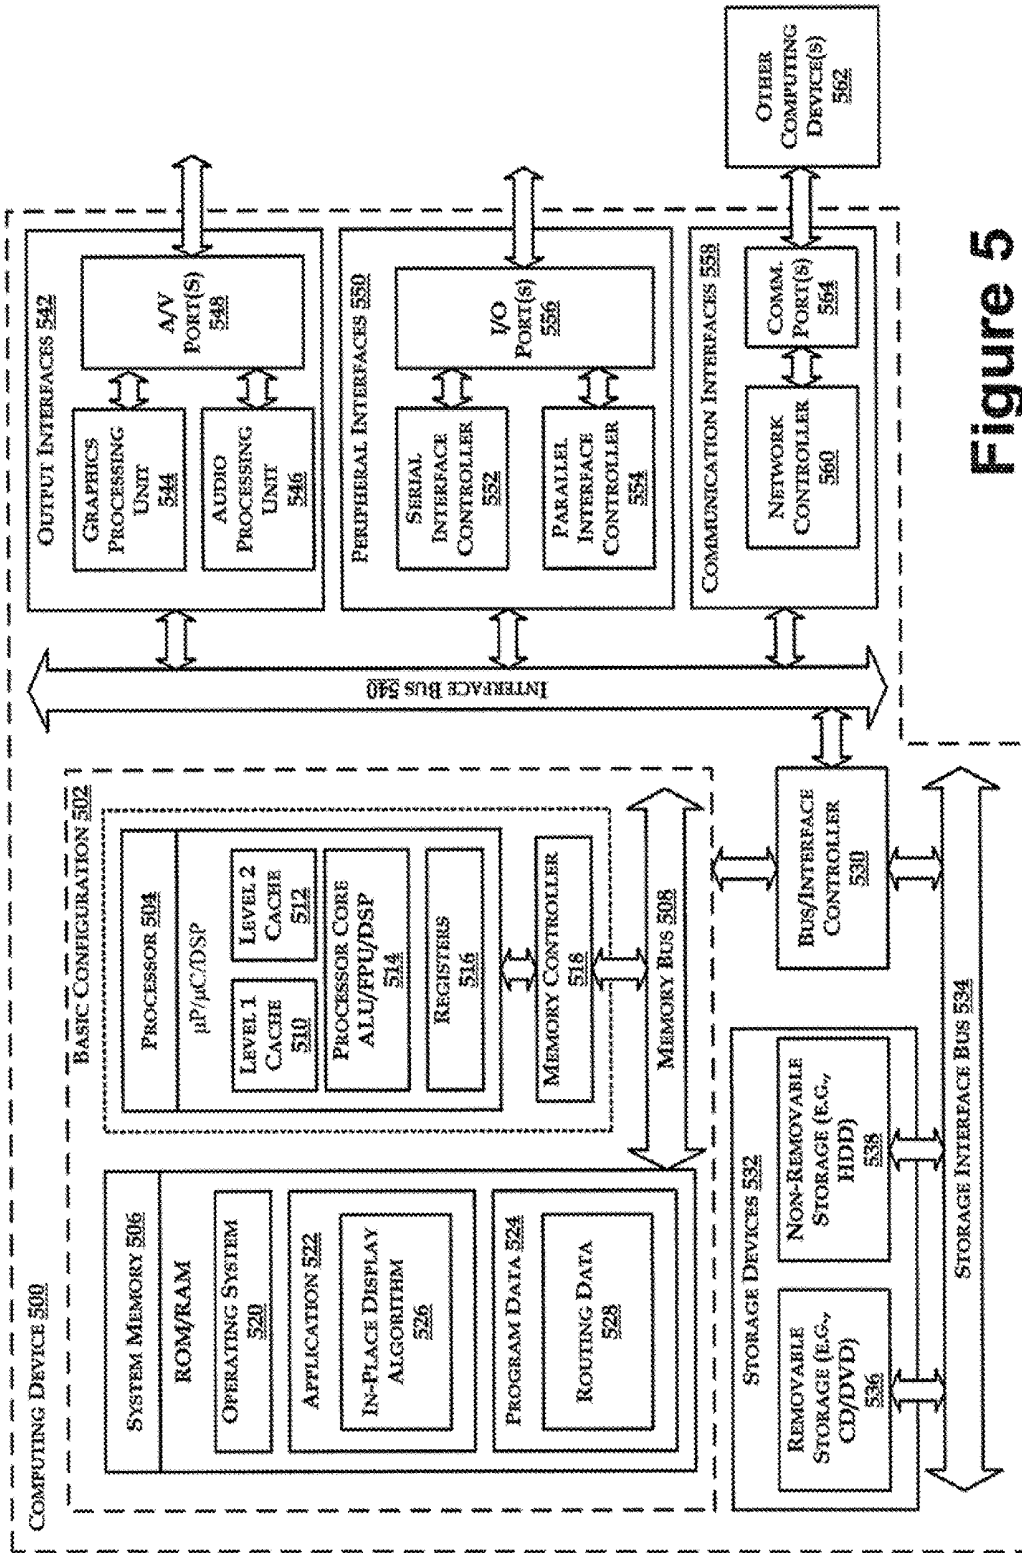 COMPUTING DEVICE 500
BASIC CONFIGURATION 502
SYSTEM MEMORY 506
ROM/RAM
OPERATING SYSTEM
520
APPLICATION 522
IN-PLACE DISPLAY
ALGORITHM
526
PROGRAM DATA 524
ROUTING DATA
528
PROCESSOR 504
µP/µC/DSP
LEVEL 1
CACHE
510
LEVEL 2
CACHE
512
PROCESSOR CORE
ALU/FPU/DSP
514
REGISTERS
516
MEMORY CONTROLLER
518
MEMORY BUS 508
BUS/INTERFACE
CONTROLLER
530
STORAGE DEVICES 532
REMOVABLE
STORAGE (E.G.,
CD/DVD)
536
NON-REMOVABLE
STORAGE (E.G.,
HDD)
538
STORAGE INTERFACE BUS 534
INTERFACE BUS 540
OUTPUT INTERFACES 542
GRAPHICS
PROCESSING
UNIT
544
AUDIO
PROCESSING
UNIT
546
A/V
PORT(S)
548
PERIPHERAL INTERFACES 550
SERIAL
INTERFACE
CONTROLLER
552
PARALLEL
INTERFACE
CONTROLLER
554
I/O
PORT(S)
556
COMMUNICATION INTERFACES 558
NETWORK
CONTROLLER
560
COMM.
PORT(S)
564
OTHER
COMPUTING
DEVICE(S)
562
Figure 5